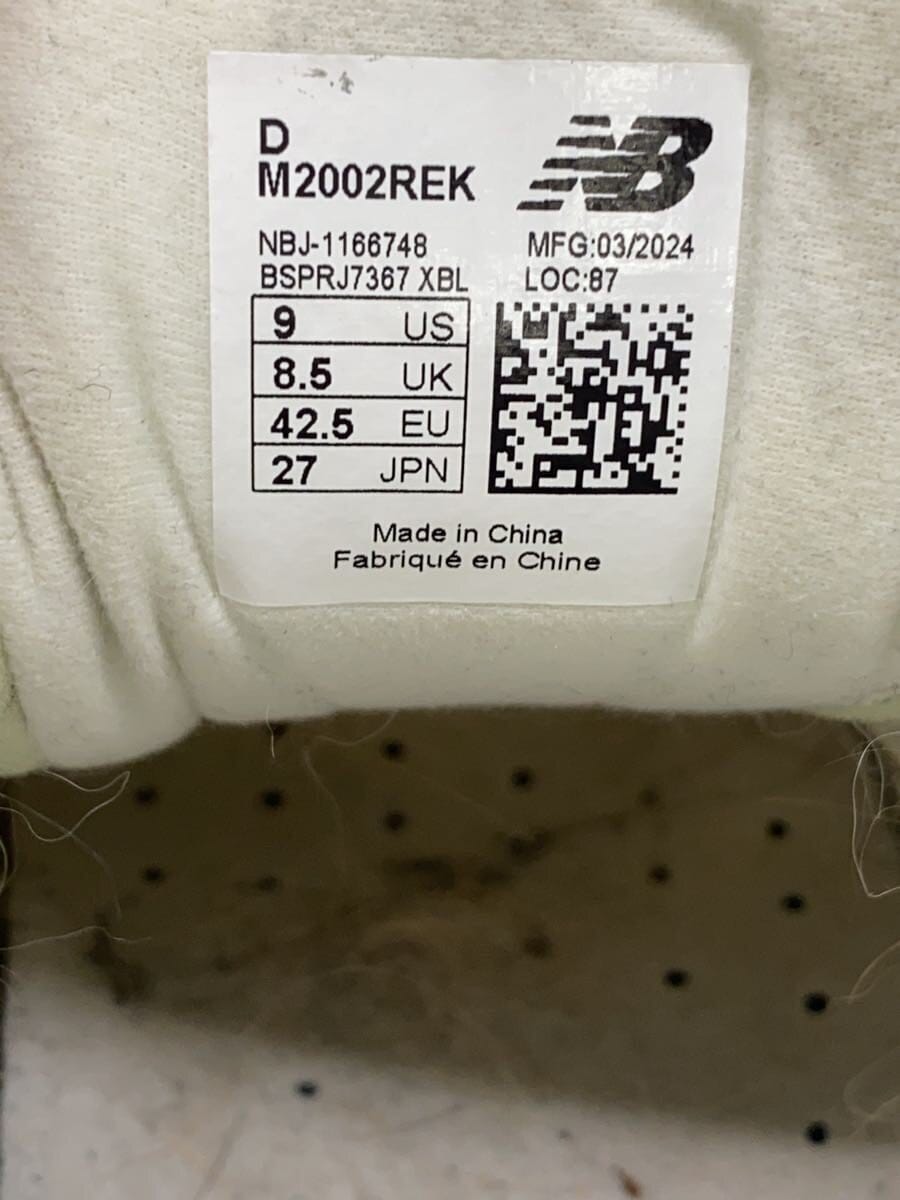 D
M2002REK
NB
NBJ-1166748
MFG:03/2024
BSPRJ7367 XBL
LOC:87
9 US
8.5 UK
42.5 EU
27 JPN
Made in China
Fabriqué en Chine